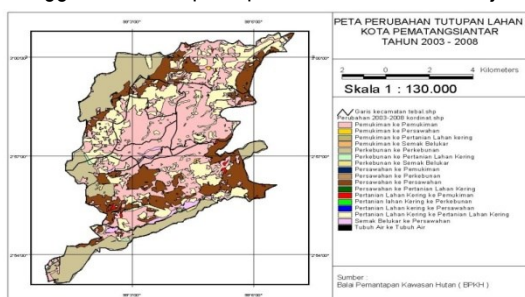 PETA PERUBAHAN TUTUPAN LAHAN
KOTA PEMATANGSIANTAR
TAHUN 2003 - 2008
2 0 2 4 Kilometers
Skala 1 : 130.000
Garis kecamatan tebal.shp
Perubahan 2003-2008 kordinat.shp
Pemukiman ke Pemukiman
Pemukiman ke Persawahan
Pemukiman ke Pertanian Lahan kering
Pemukiman ke Semak Belukar
Perkebunan ke Perkebunan
Perkebunan ke Pertanian Lahan Kering
Perkebunan ke Semak Belukar
Persawahan ke Pemukiman
Persawahan ke Perkebunan
Persawahan ke Persawahan
Persawahan ke Pertanian Lahan Kering
Pertanian Lahan Kering ke Pemukiman
Pertanian lahan Kering ke Perkebunan
Pertanian Lahan kering ke Persawahan
Pertanian Lahan Kering ke Pertanian Lahan Kering
Semak Belukar ke Persawahan
Tubuh Air ke Tubuh Air
Sumber :
Balai Pemantapan Kawasan Hutan ( BPKH )